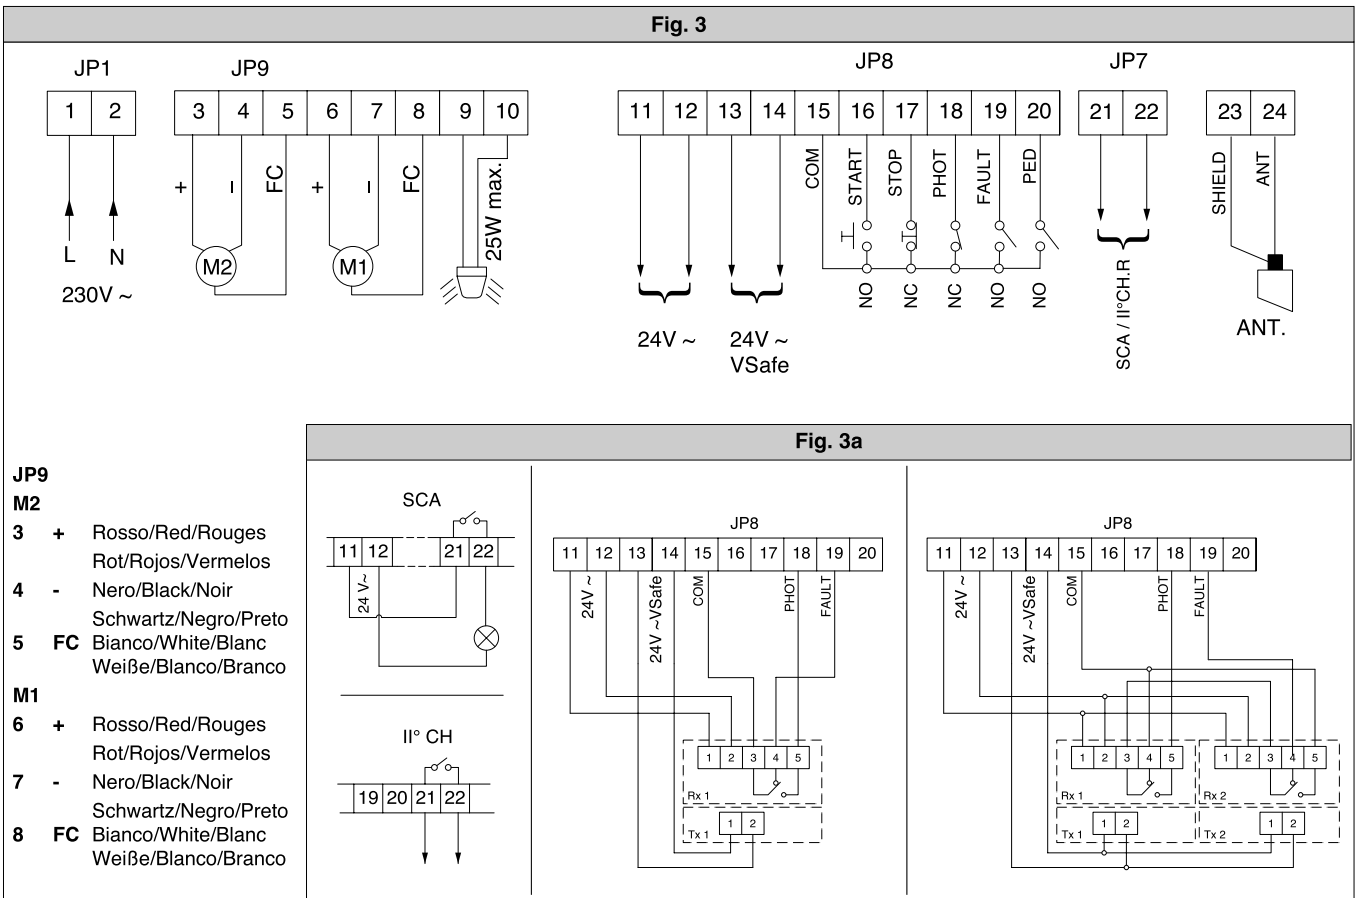 Fig. 3
JP1
JP9
JP8
JP7
1 2
3 4 5 6 7 8 9 10
11 12 13 14 15 16 17 18 19 20
21 22
23 24
+ - FC
+ - FC
25W max.
COM
START
STOP
PHOT
FAULT
PED
SHIELD
ANT
L N
230V ~
M2
M1
24V ~
24V ~
VSafe
NO
NC
NC
NO
NO
SCA / II°CH.R
ANT.
JP9
M2
3 + Rosso/Red/Rouges
Rot/Rojos/Vermelos
4 - Nero/Black/Noir
Schwartz/Negro/Preto
5 FC Bianco/White/Blanc
Weiße/Blanco/Branco
M1
6 + Rosso/Red/Rouges
Rot/Rojos/Vermelos
7 - Nero/Black/Noir
Schwartz/Negro/Preto
8 FC Bianco/White/Blanc
Weiße/Blanco/Branco
Fig. 3a
SCA
11 12 21 22
24 V~
II° CH
19 20 21 22
JP8
11 12 13 14 15 16 17 18 19 20
24V ~
24V ~VSafe
COM
PHOT
FAULT
1 2 3 4 5
Rx 1
1 2
Tx 1
JP8
11 12 13 14 15 16 17 18 19 20
24V ~
24V ~VSafe
COM
PHOT
FAULT
1 2 3 4 5
1 2 3 4 5
Rx 1
Rx 2
1 2
1 2
Tx 1
Tx 2